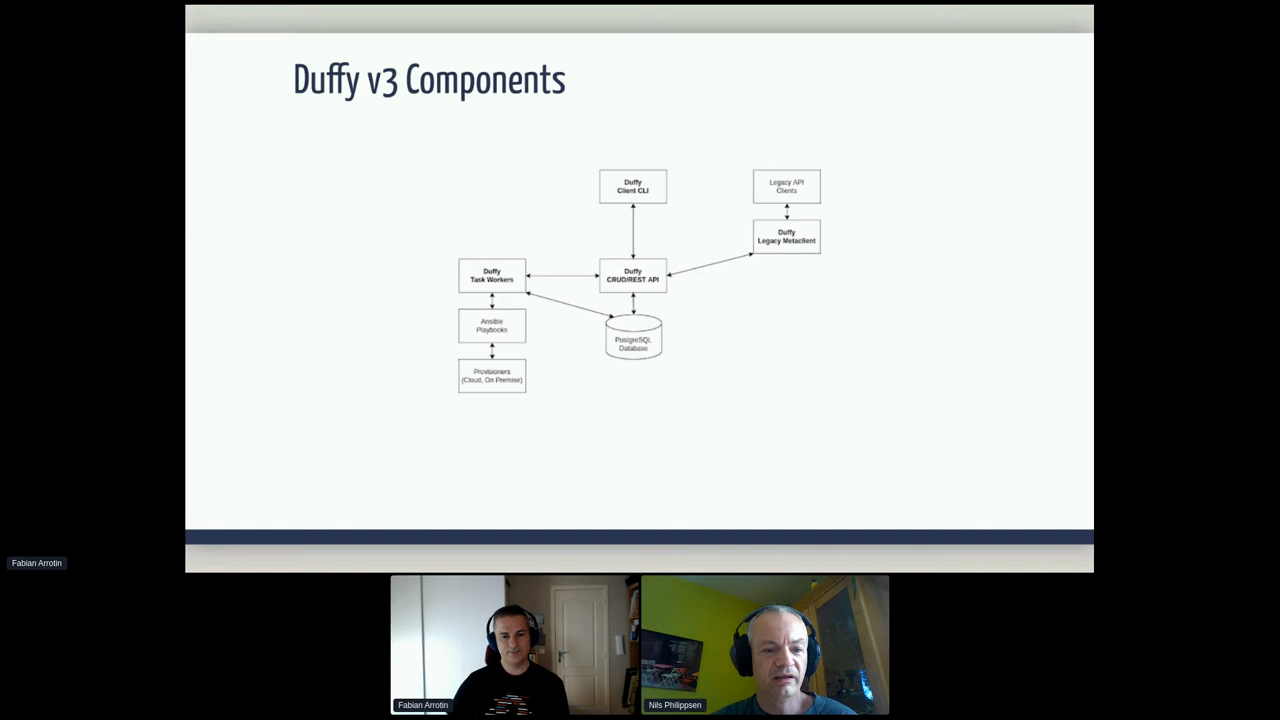 Duffy v3 Components
Duffy
Client CLI
Legacy API
Clients
Duffy
Legacy Metaclient
Duffy
Task Workers
Duffy
CRUD/REST API
Ansible
Playbooks
PostgreSQL
Database
Provisioners
(Cloud, On Premise)
Fabian Arrotin
Fabian Arrotin
Nils Philippsen